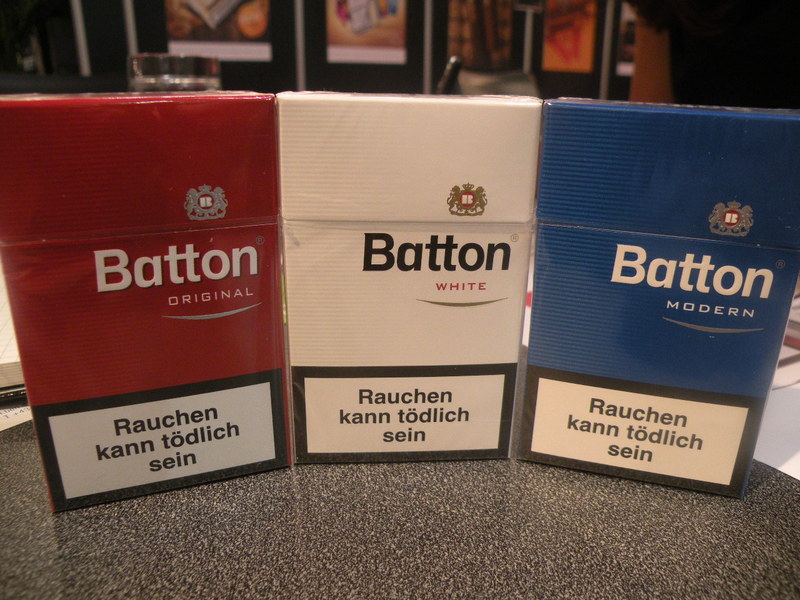 B
Batton®
ORIGINAL
Rauchen
kann tödlich
sein
B
Batton®
WHITE
Rauchen
kann tödlich
sein
B
Batton®
MODERN
Rauchen
kann tödlich
sein